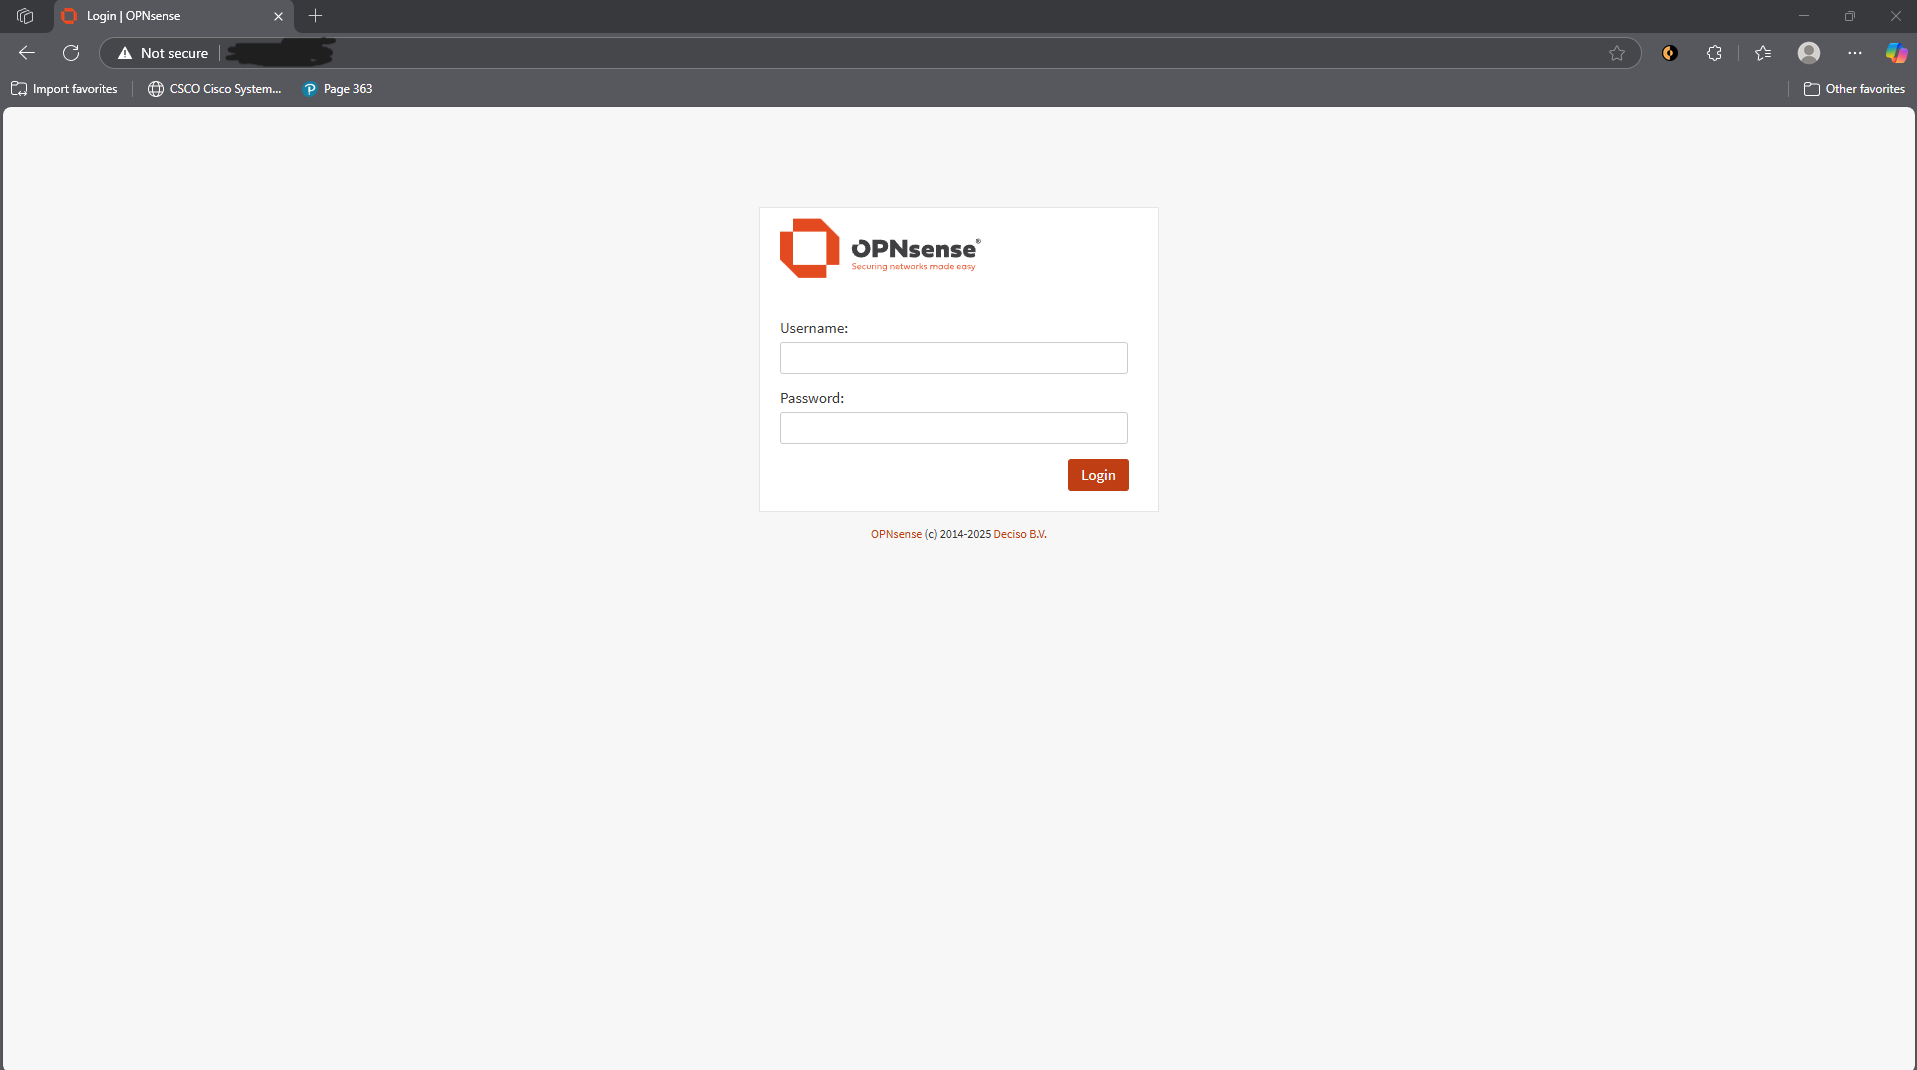 Login | OPNsense
Not secure
Import favorites
CSCO Cisco System...
Page 363
Other favorites
OPNsense®
Securing networks made easy
Username:
Password:
Login
OPNsense (c) 2014-2025 Deciso B.V.